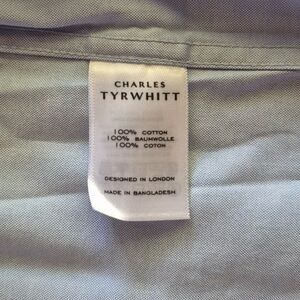 CHARLES
TYRWHITT
100% COTTON
100% BAUMWOLLE
100% COTON
DESIGNED IN LONDON
MADE IN BANGLADESH